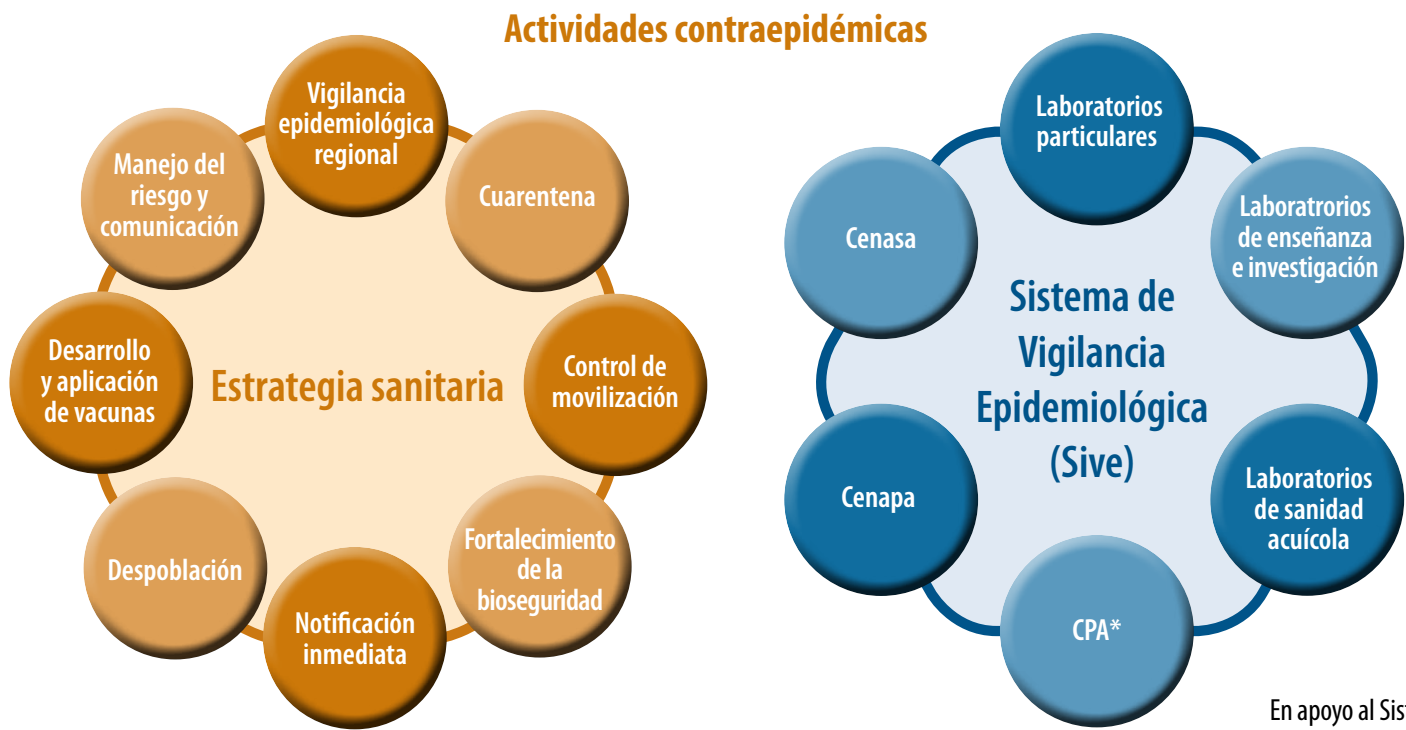 Actividades contraepidémicas
Vigilancia
epidemiológica
regional
Cuarentena
Control de
movilización
Fortalecimiento
de la
bioseguridad
Notificación
inmediata
Despoblación
Desarrollo
y aplicación
de vacunas
Manejo del
riesgo y
comunicación
Estrategia sanitaria
Laboratorios
particulares
Laboratrorios
de enseñanza
e investigación
Laboratorios
de sanidad
acuícola
CPA*
Cenapa
Cenasa
Sistema de
Vigilancia
Epidemiológica
(Sive)
En apoyo al Sis